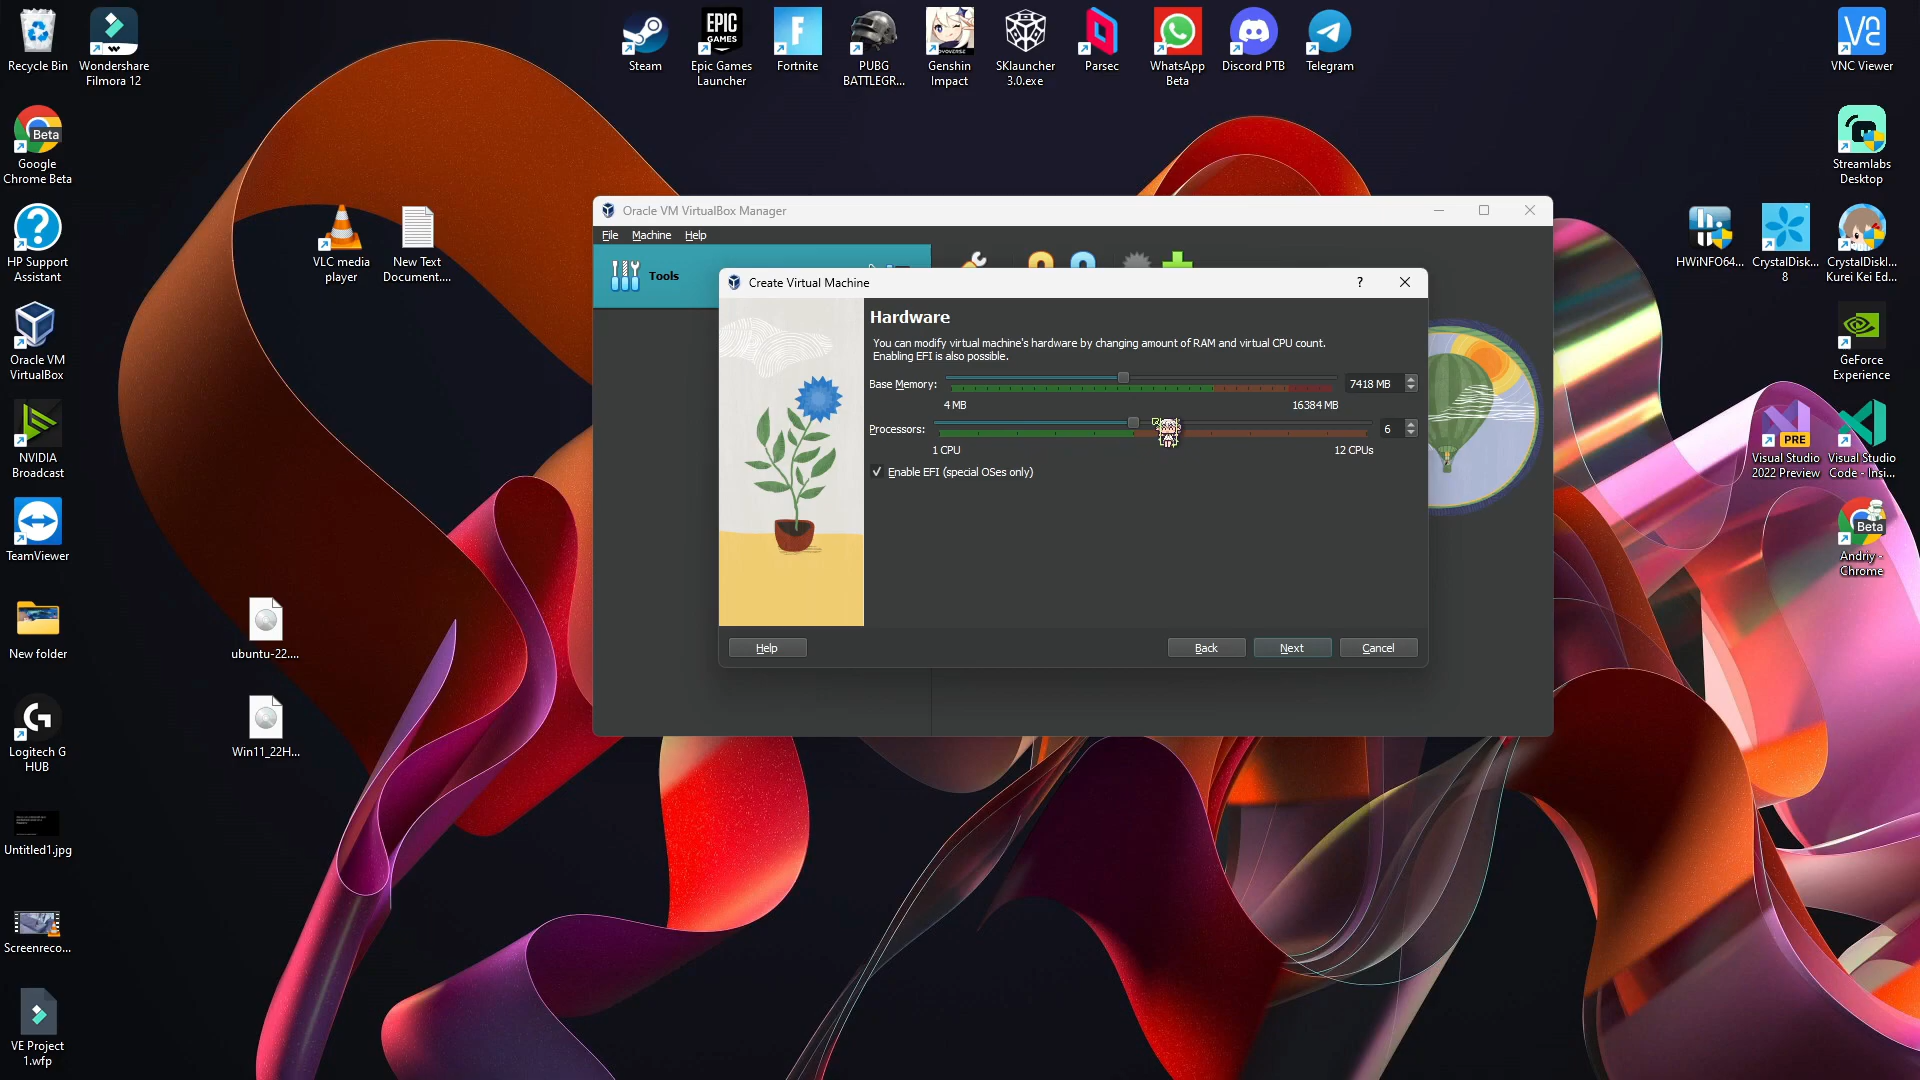 Recycle Bin
Wondershare
Filmora 12
Steam
EPIC
GAMES
Epic Games
Launcher
Fortnite
PUBG
BATTLEGR...
Genshin
Impact
SKlauncher
3.0.exe
Parsec
WhatsApp
Beta
Discord PTB
Telegram
VNC Viewer
Beta
Google
Chrome Beta
Streamlabs
Desktop
HP Support
Assistant
VLC media
player
New Text
Document....
HWiNFO64...
CrystalDisk...
8
CrystalDiskI...
Kurei Kei Ed...
Oracle VM
VirtualBox
GeForce
Experience
NVIDIA
Broadcast
PRE
Visual Studio
2022 Preview
Visual Studio
Code - Insi...
TeamViewer
Beta
Andriy -
Chrome
New folder
ubuntu-22....
Logitech G
HUB
Win11_22H...
Untitled1.jpg
Screenreco...
VE Project
1.wfp
Oracle VM VirtualBox Manager
File Machine Help
Tools
Create Virtual Machine
?
Hardware
You can modify virtual machine's hardware by changing amount of RAM and virtual CPU count.
Enabling EFI is also possible.
Base Memory: 7418 MB
4 MB 16384 MB
Processors: 6
1 CPU 12 CPUs
Enable EFI (special OSes only)
Help Back Next Cancel